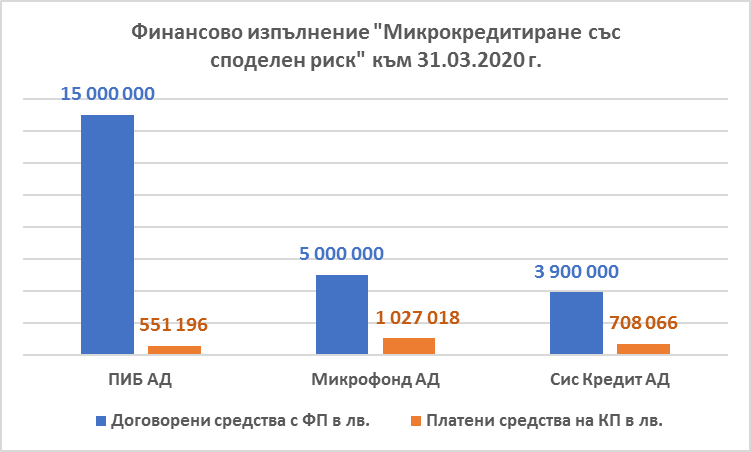 Финансово изпълнение "Микрокредитиране със
споделен риск" към 31.03.2020 г.
15 000 000
551 196
5 000 000
1 027 018
3 900 000
708 066
ПИБ АД
Микрофонд АД
Сис Кредит АД
Договорени средства с ФП в лв.
Платени средства на КП в лв.